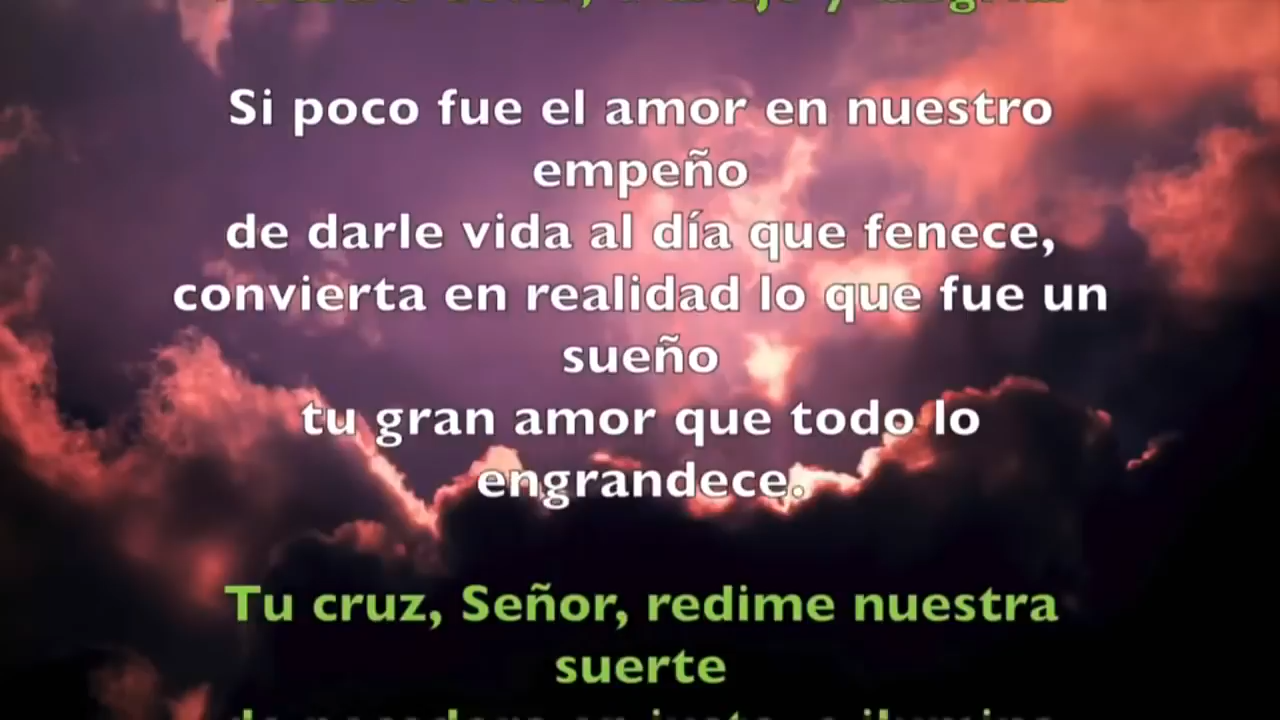 Si poco fue el amor en nuestro
empeño
de darle vida al día que fenece,
convierta en realidad lo que fue un
sueño
tu gran amor que todo lo
engrandece.
Tu cruz, Señor, redime nuestra
suerte